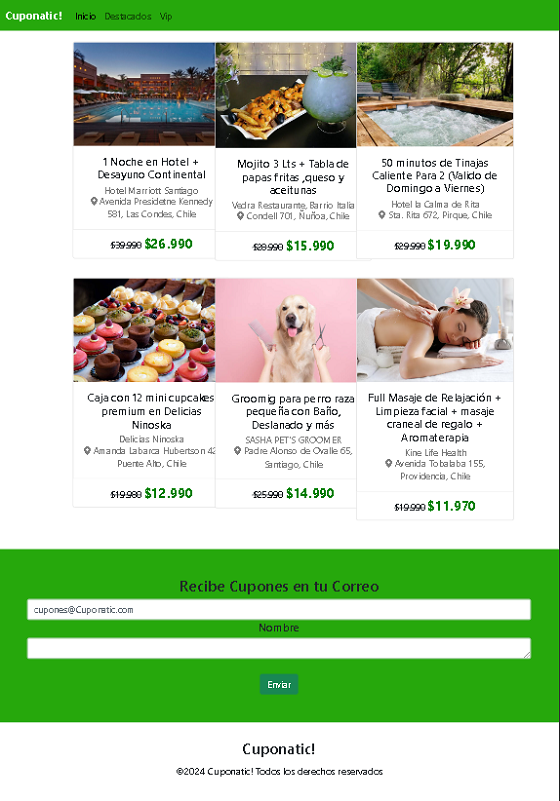 Cuponatic! Inicio Destacados Vip
1 Noche en Hotel +
Desayuno Continental
Hotel Marriott Santiago
Avenida Presidetne Kennedy
581, Las Condes, Chile
$39.990 $26.990
Mojito 3 Lts + Tabla de
papas fritas ,queso y
aceitunas
Vedra Restaurante, Barrio Italia
Condell 701, Ñuñoa, Chile
$28.990 $15.990
50 minutos de Tinajas
Caliente Para 2 (Valido de
Domingo a Viernes)
Hotel la Calma de Rita
Sta. Rita 672, Pirque, Chile
$29.990 $19.990
Caja con 12 mini cupcakes
premium en Delicias
Ninoska
Delicias Ninoska
Amanda Labarca Hubertson 42
Puente Alto, Chile
$19.980 $12.990
Groomig para perro raza
pequeña con Baño,
Deslanado y más
SASHA PET'S GROOMER
Padre Alonso de Ovalle 65,
Santiago, Chile
$25.990 $14.990
Full Masaje de Relajación +
Limpieza facial + masaje
craneal de regalo +
Aromaterapia
Kine Life Health
Avenida Tobalaba 155,
Providencia, Chile
$19.990 $11.970
Recibe Cupones en tu Correo
cupones@Cuponatic.com
Nombre
Enviar
Cuponatic!
©2024 Cuponatic! Todos los derechos reservados